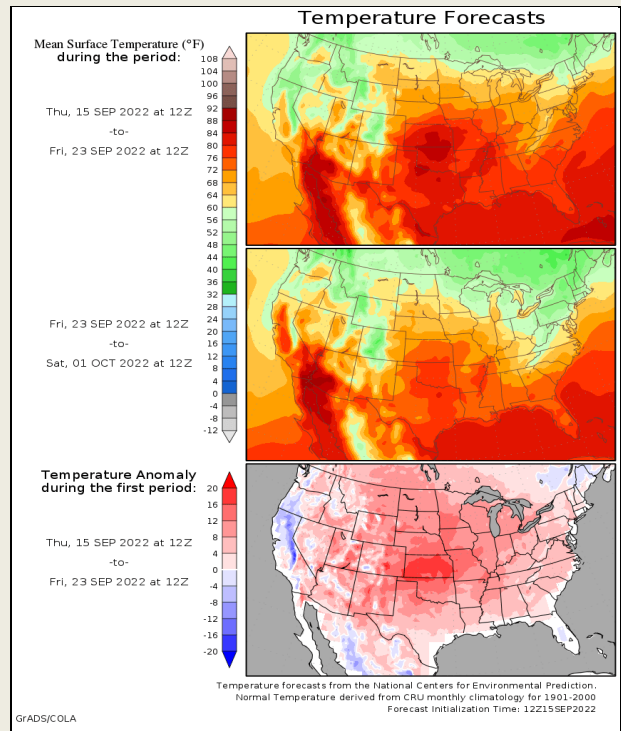 Temperature Forecasts
Mean Surface Temperature (°F)
during the period:
108
104
100
96
92
88
84
80
76
72
68
64
60
56
52
48
44
40
36
32
28
24
20
16
12
8
4
0
-4
-8
-12
Thu, 15 SEP 2022 at 12Z
-to-
Fri, 23 SEP 2022 at 12Z
Fri, 23 SEP 2022 at 12Z
-to-
Sat, 01 OCT 2022 at 12Z
Temperature Anomaly
during the first period:
20
16
12
8
4
0
-4
-8
-12
-16
-20
Thu, 15 SEP 2022 at 12Z
-to-
Fri, 23 SEP 2022 at 12Z
Temperature forecasts from the National Centers for Environmental Prediction.
Normal Temperature derived from CRU monthly climatology for 1901-2000
Forecast Initialization Time: 12Z15SEP2022
GrADS/COLA